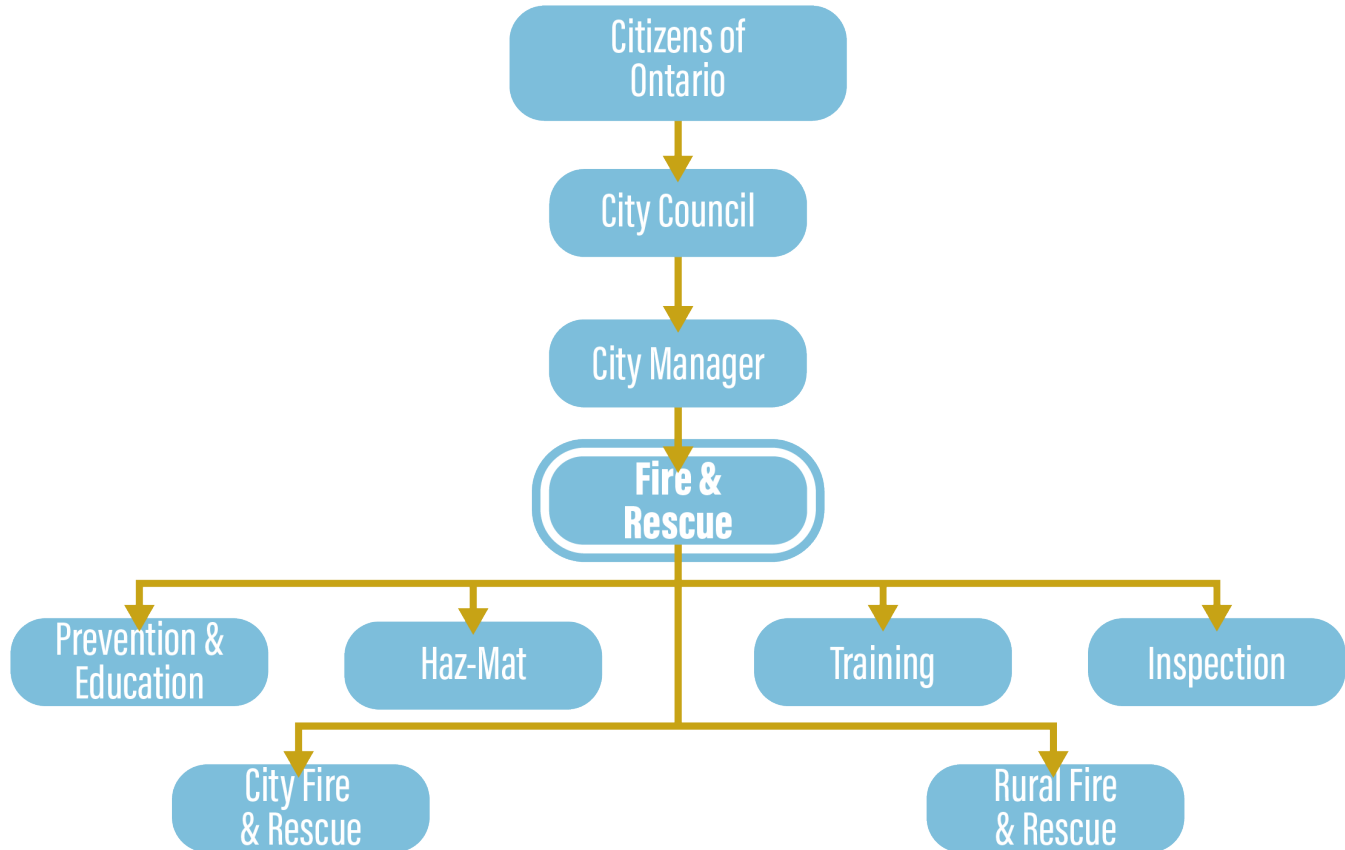 Citizens of
Ontario
City Council
City Manager
Fire &
Rescue
Prevention &
Education
Haz-Mat
Training
Inspection
City Fire
& Rescue
Rural Fire
& Rescue